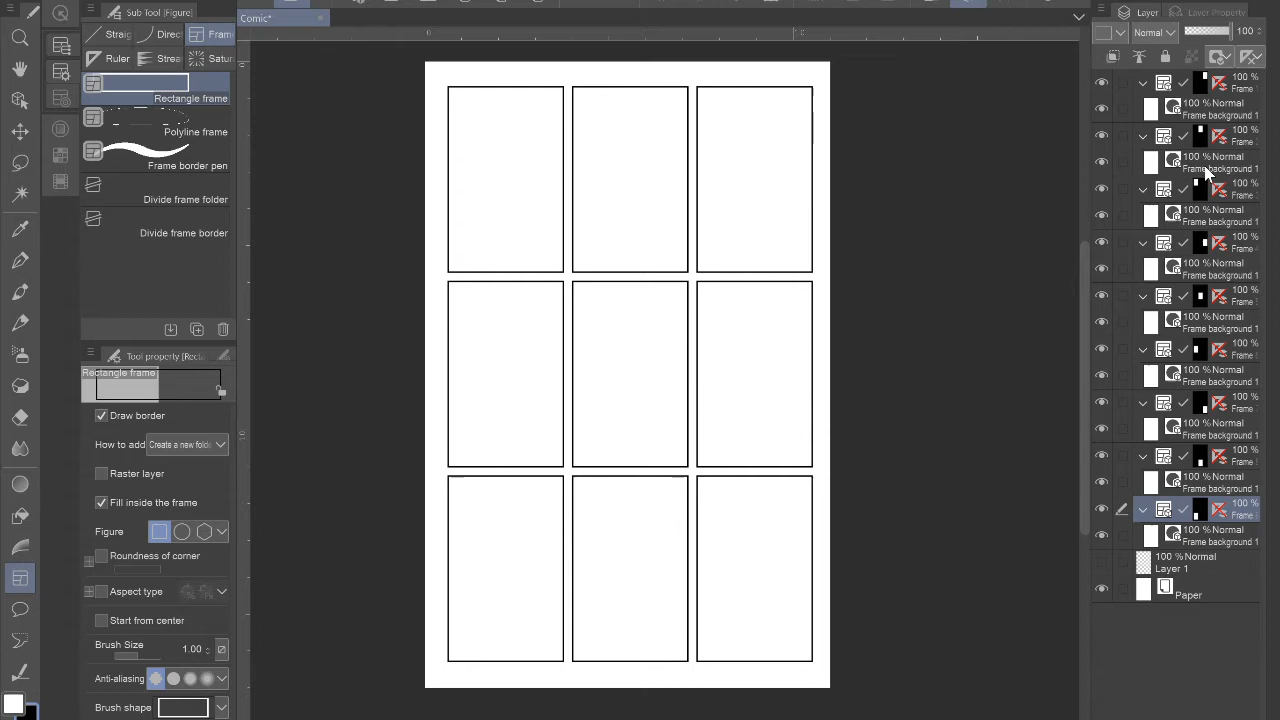 Sub Tool [Figure]
Straig
Direct
Fram
Ruler
Strea
Satur
Rectangle frame
Polyline frame
Frame border pen
Divide frame folder
Divide frame border
Tool property [Recta
Rectangle frame
Draw border
How to add
Create a new folde
Raster layer
Fill inside the frame
Figure
Roundness of corner
Aspect type
Start from center
Brush Size
1.00
Anti-aliasing
Brush shape
Comic*
0
Layer
Layer Property
Normal
100
100 %
Frame
100 % Normal
Frame background 1
100 %
Frame
100 % Normal
Frame background 1
100 %
Frame
100 % Normal
Frame background 1
100 %
Frame
100 % Normal
Frame background 1
100 %
Frame
100 % Normal
Frame background 1
100 %
Frame
100 % Normal
Frame background 1
100 %
Frame
100 % Normal
Frame background 1
100 %
Frame
100 % Normal
Frame background 1
100 %
Frame
100 % Normal
Frame background 1
100 % Normal
Layer 1
Paper